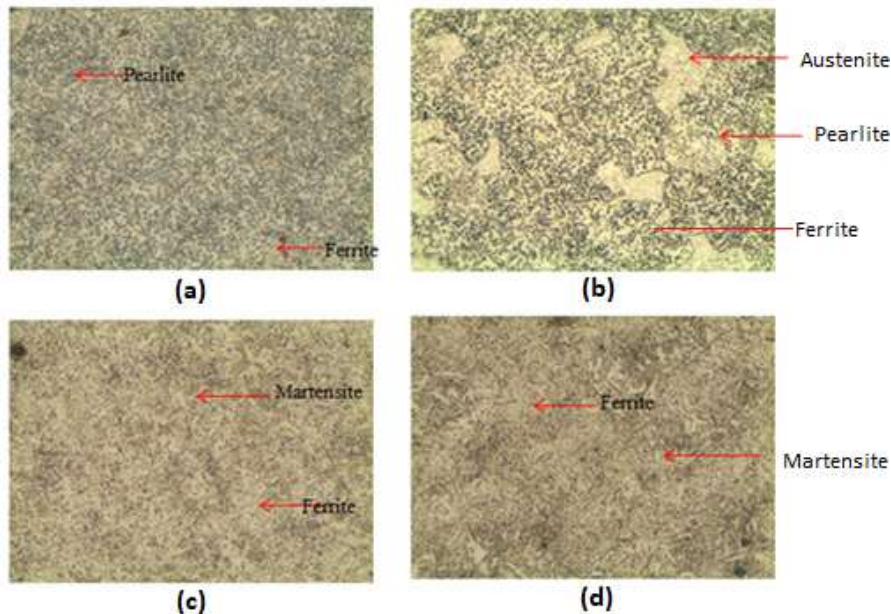 Pearlite
Ferrite
(a)
Austenite
Pearlite
Ferrite
(b)
Martensite
Ferrite
(c)
Ferrite
Martensite
(d)